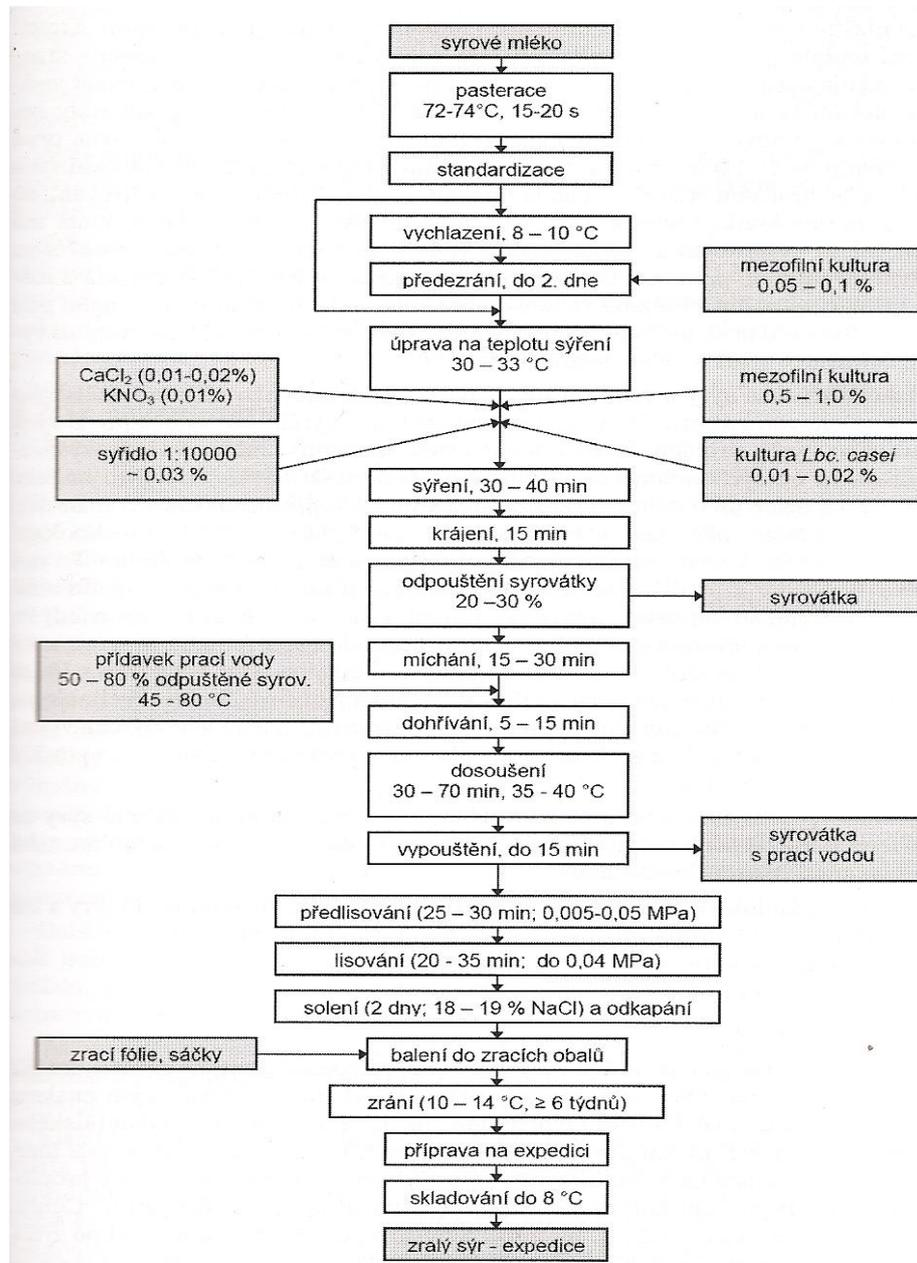 syrové mléko
pasterace
72-74°C, 15-20 s
standardizace
vychlazení, 8 – 10 °C
předezrání, do 2. dne
mezofilní kultura
0,05 – 0,1 %
úprava na teplotu sýření
30 – 33 °C
CaCl₂ (0,01-0,02%)
KNO₃ (0,01%)
mezofilní kultura
0,5 – 1,0 %
syřidlo 1:10000
~ 0,03 %
kultura Lbc. casei
0,01 – 0,02 %
sýření, 30 – 40 min
krájení, 15 min
odpouštění syrovátky
20 –30 %
syrovátka
míchání, 15 – 30 min
přídavek prací vody
50 – 80 % odpuštěné syrov.
45 - 80 °C
dohřívání, 5 – 15 min
dosoušení
30 – 70 min, 35 - 40 °C
vypouštění, do 15 min
syrovátka
s prací vodou
předlisování (25 – 30 min; 0,005-0,05 MPa)
lisování (20 - 35 min; do 0,04 MPa)
solení (2 dny; 18 – 19 % NaCl) a odkapání
zrací fólie, sáčky
balení do zracích obalů
zrání (10 – 14 °C, ≥ 6 týdnů)
příprava na expedici
skladování do 8 °C
zralý sýr - expedice